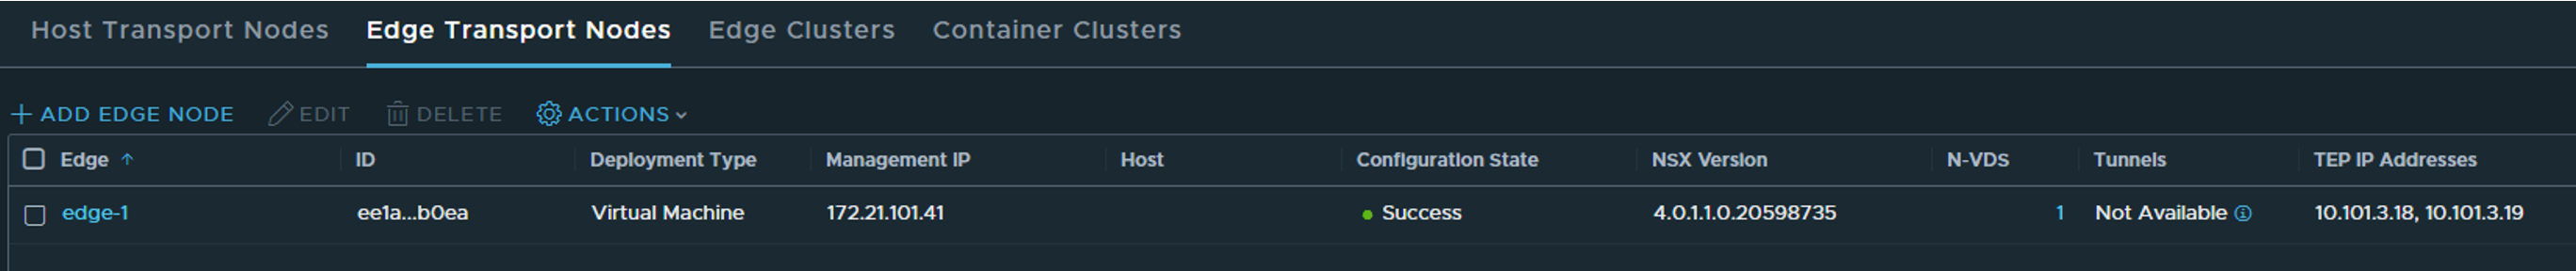 Host Transport Nodes Edge Transport Nodes Edge Clusters Container Clusters
+ ADD EDGE NODE EDIT DELETE ACTIONS
Edge ↑ ID Deployment Type Management IP Host Configuration State NSX Version N-VDS Tunnels TEP IP Addresses
edge-1 ee1a...b0ea Virtual Machine 172.21.101.41 Success 4.0.1.1.0.20598735 1 Not Available 10.101.3.18, 10.101.3.19